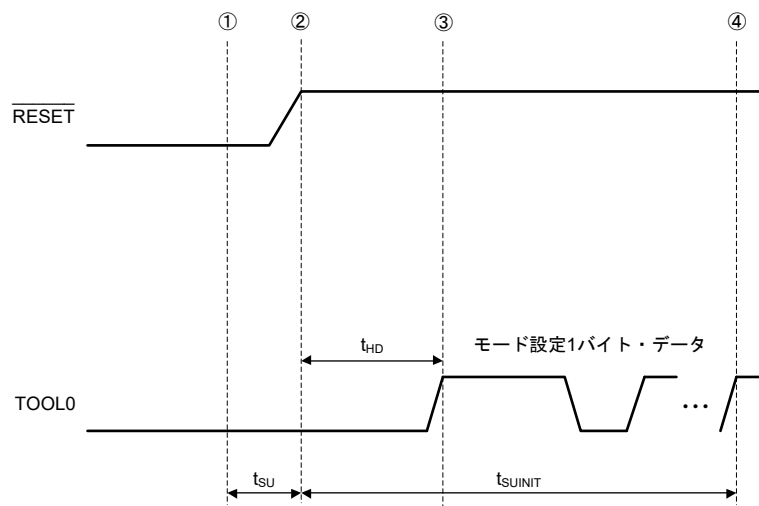 ① ② ③ ④
RESET
tHD
モード設定1バイト・データ
TOOL0
...
tSU
tSUINIT